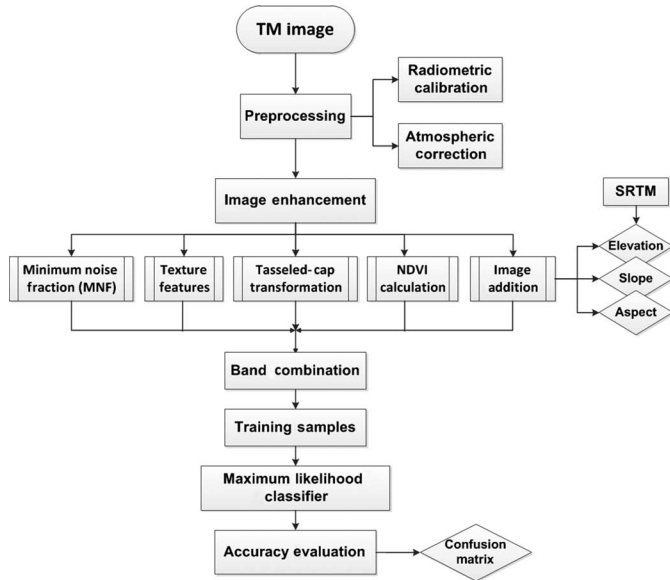 TM image
Preprocessing
Radiometric
calibration
Atmospheric
correction
Image enhancement
SRTM
Elevation
Slope
Aspect
Minimum noise
fraction (MNF)
Texture
features
Tasseled-cap
transformation
NDVI
calculation
Image
addition
Band combination
Training samples
Maximum likelihood
classifier
Accuracy evaluation
Confusion
matrix